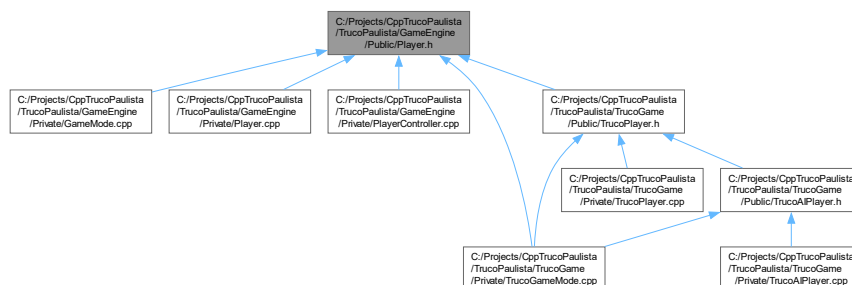 C:/Projects/CppTrucoPaulista
/TrucoPaulista/GameEngine
/Public/Player.h
C:/Projects/CppTrucoPaulista
/TrucoPaulista/GameEngine
/Private/GameMode.cpp
C:/Projects/CppTrucoPaulista
/TrucoPaulista/GameEngine
/Private/Player.cpp
C:/Projects/CppTrucoPaulista
/TrucoPaulista/GameEngine
/Private/PlayerController.cpp
C:/Projects/CppTrucoPaulista
/TrucoPaulista/TrucoGame
/Public/TrucoPlayer.h
C:/Projects/CppTrucoPaulista
/TrucoPaulista/TrucoGame
/Private/TrucoPlayer.cpp
C:/Projects/CppTrucoPaulista
/TrucoPaulista/TrucoGame
/Public/TrucoAIPlayer.h
C:/Projects/CppTrucoPaulista
/TrucoPaulista/TrucoGame
/Private/TrucoGameMode.cpp
C:/Projects/CppTrucoPaulista
/TrucoPaulista/TrucoGame
/Private/TrucoAIPlayer.cpp